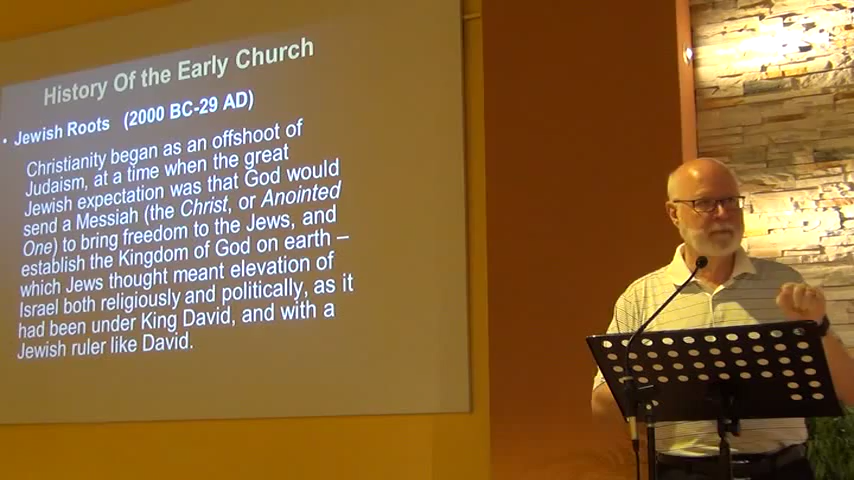 History Of the Early Church
• Jewish Roots (2000 BC-29 AD)
Christianity began as an offshoot of
Judaism, at a time when the great
Jewish expectation was that God would
send a Messiah (the Christ, or Anointed
One) to bring freedom to the Jews, and
establish the Kingdom of God on earth –
which Jews thought meant elevation of
Israel both religiously and politically, as it
had been under King David, and with a
Jewish ruler like David.